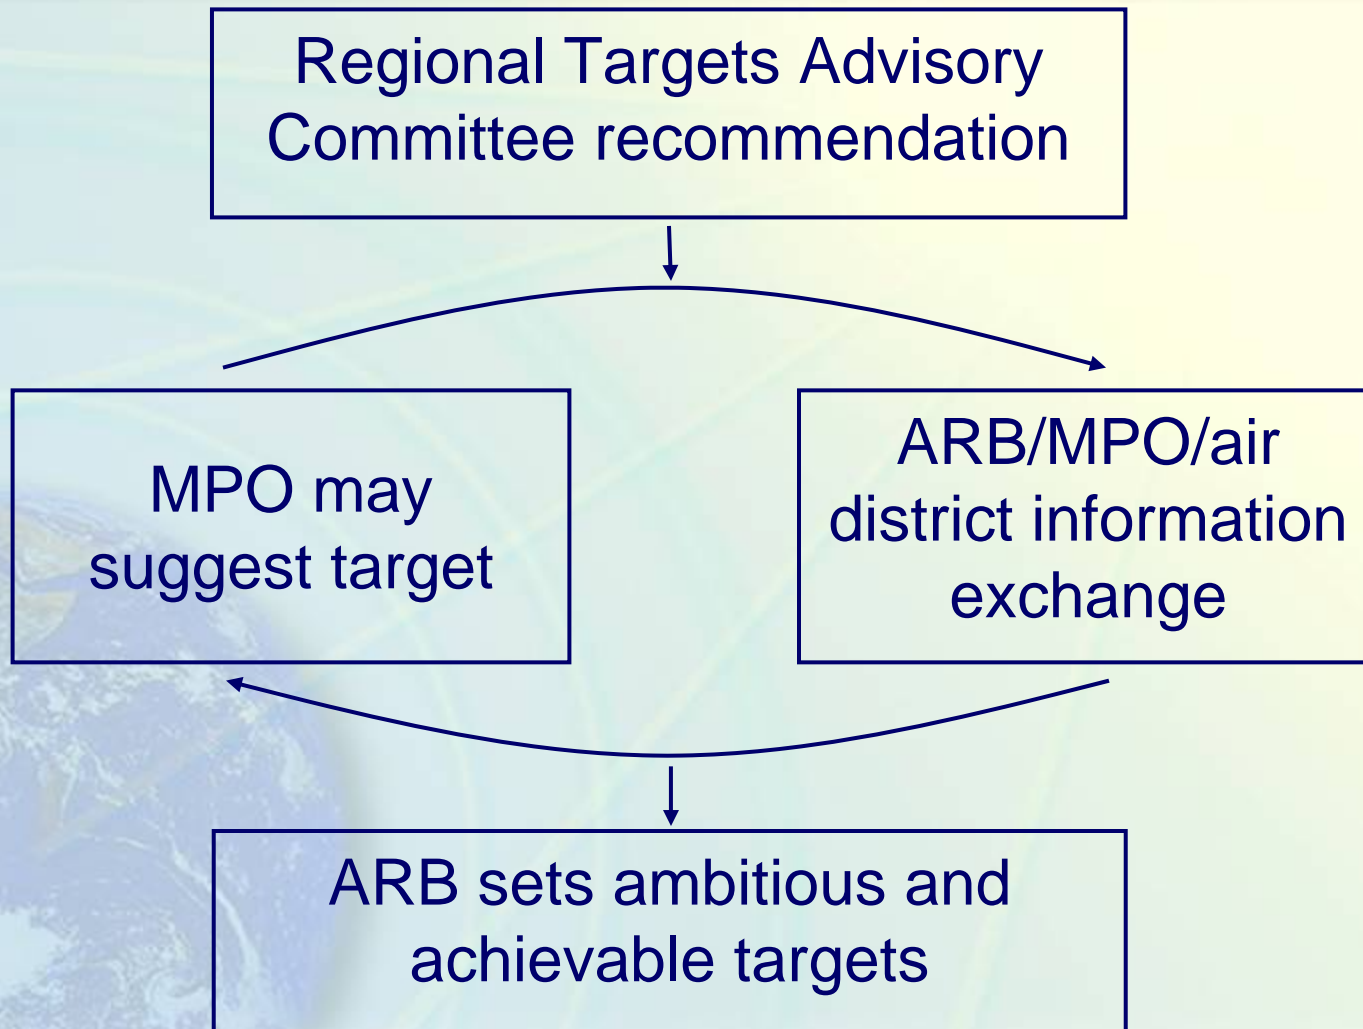 Regional Targets Advisory
Committee recommendation
MPO may
suggest target
ARB/MPO/air
district information
exchange
ARB sets ambitious and
achievable targets